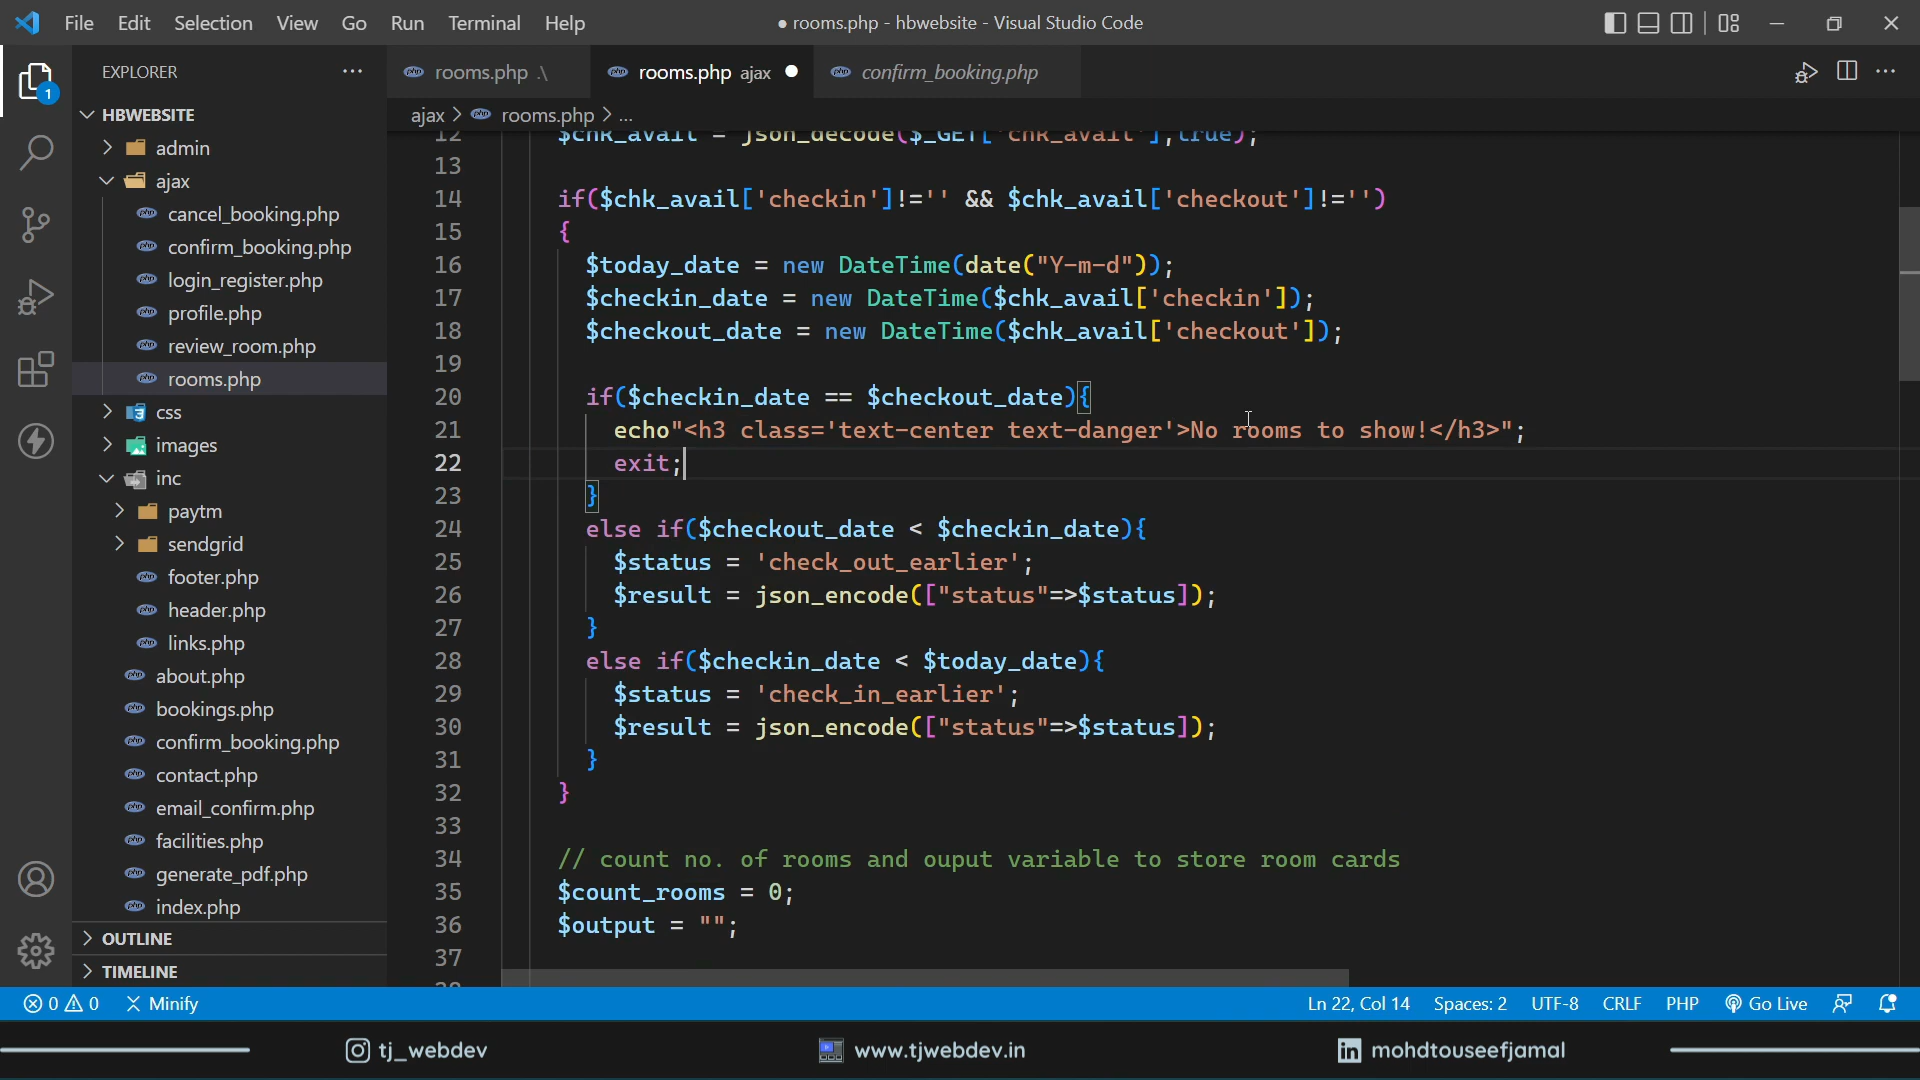 File Edit Selection View Go Run Terminal Help
● rooms.php - hbwebsite - Visual Studio Code
EXPLORER
rooms.php .\
rooms.php ajax
confirm_booking.php
1
HBWEBSITE
admin
ajax
cancel_booking.php
confirm_booking.php
login_register.php
profile.php
review_room.php
rooms.php
css
images
inc
paytm
sendgrid
footer.php
header.php
links.php
about.php
bookings.php
confirm_booking.php
contact.php
email_confirm.php
facilities.php
generate_pdf.php
index.php
OUTLINE
TIMELINE
ajax > rooms.php > ...
12 $chk_avail = json_decode($_GET['chk_avail'],true);
13
14 if($chk_avail['checkin']!='' && $chk_avail['checkout']!='')
15 {
16 $today_date = new DateTime(date("Y-m-d"));
17 $checkin_date = new DateTime($chk_avail['checkin']);
18 $checkout_date = new DateTime($chk_avail['checkout']);
19
20 if($checkin_date == $checkout_date){
21 echo"<h3 class='text-center text-danger'>No rooms to show!</h3>";
22 exit;
23 }
24 else if($checkout_date < $checkin_date){
25 $status = 'check_out_earlier';
26 $result = json_encode(["status"=>$status]);
27 }
28 else if($checkin_date < $today_date){
29 $status = 'check_in_earlier';
30 $result = json_encode(["status"=>$status]);
31 }
32 }
33
34 // count no. of rooms and ouput variable to store room cards
35 $count_rooms = 0;
36 $output = "";
37
0 0 Minify
Ln 22, Col 14 Spaces: 2 UTF-8 CRLF PHP Go Live
tj_webdev
www.tjwebdev.in
mohdtouseefjamal